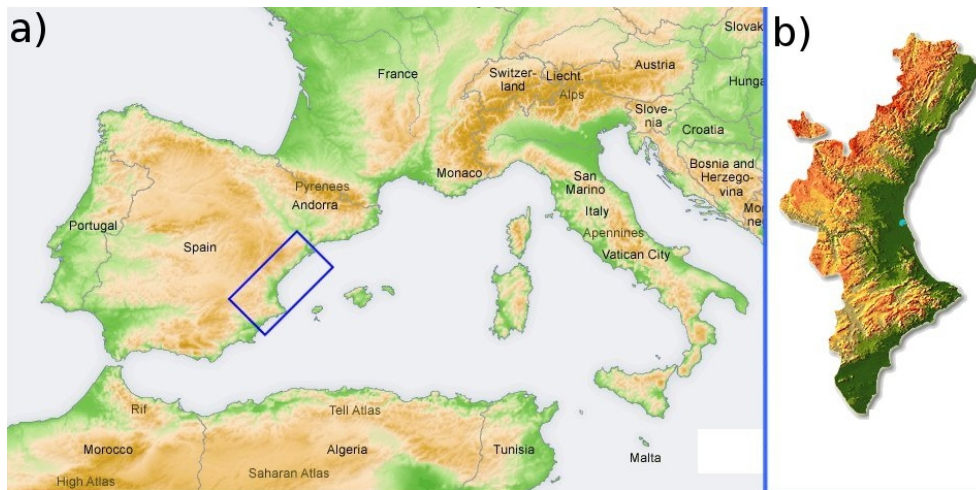 a)
b)
Slovak
France
Austria
Switzer-
land
Liecht.
Alps
Hunga
Slove-
nia
Croatia
Monaco
Bosnia and
Herzego-
vina
San
Marino
Pyrenees
Andorra
Italy
Mon
ne
Portugal
Spain
Apennines
Vatican City
Rif
Tell Atlas
Morocco
Algeria
Tunisia
Malta
High Atlas
Saharan Atlas